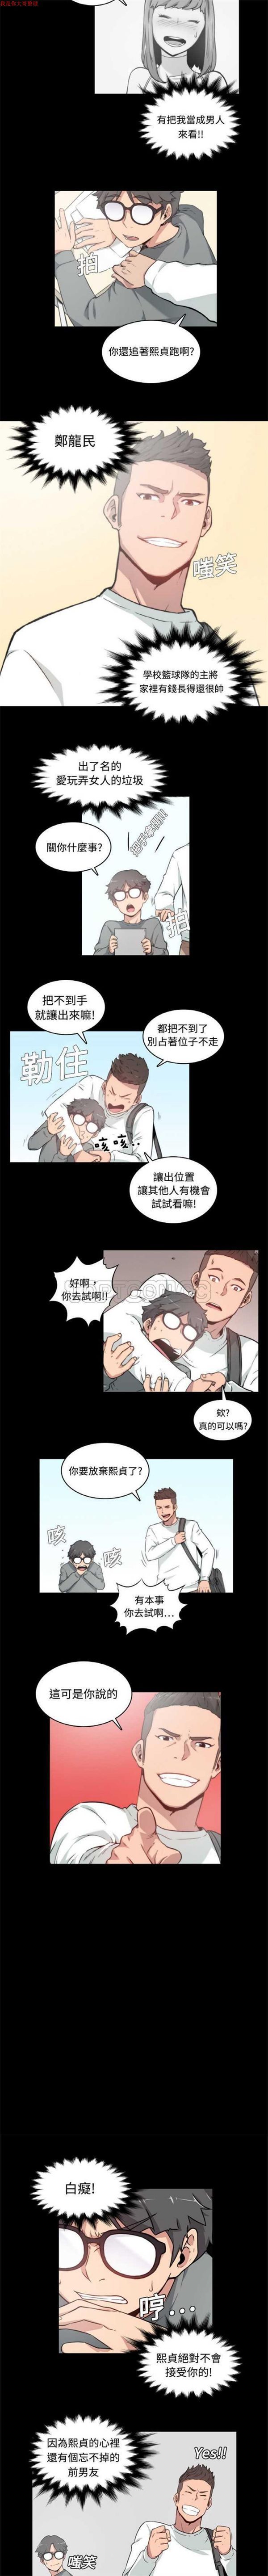 有把我當成男人
來看!!
拍
你還追著熙貞跑啊?
鄭龍民
嗤笑
學校籃球隊的主將
家裡有錢長得還很帥
出了名的
愛玩弄女人的垃圾
把手拿開!!
關你什麼事?
拍
把不到手
就讓出來嘛!
都把不到了
別占著位子不走
勒住
咳咳..
讓出位置
讓其他人有機會
試試看嘛!
好啊,
你去試啊!!
欸?
真的可以嗎?
你要放棄熙貞了?
咳
咳
有本事
你去試啊...
這可是你說的
白癡!
哼...
熙貞絕對不會
接受你的!
因為熙貞的心裡
還有個忘不掉的
前男友
Yes!!
嗤笑